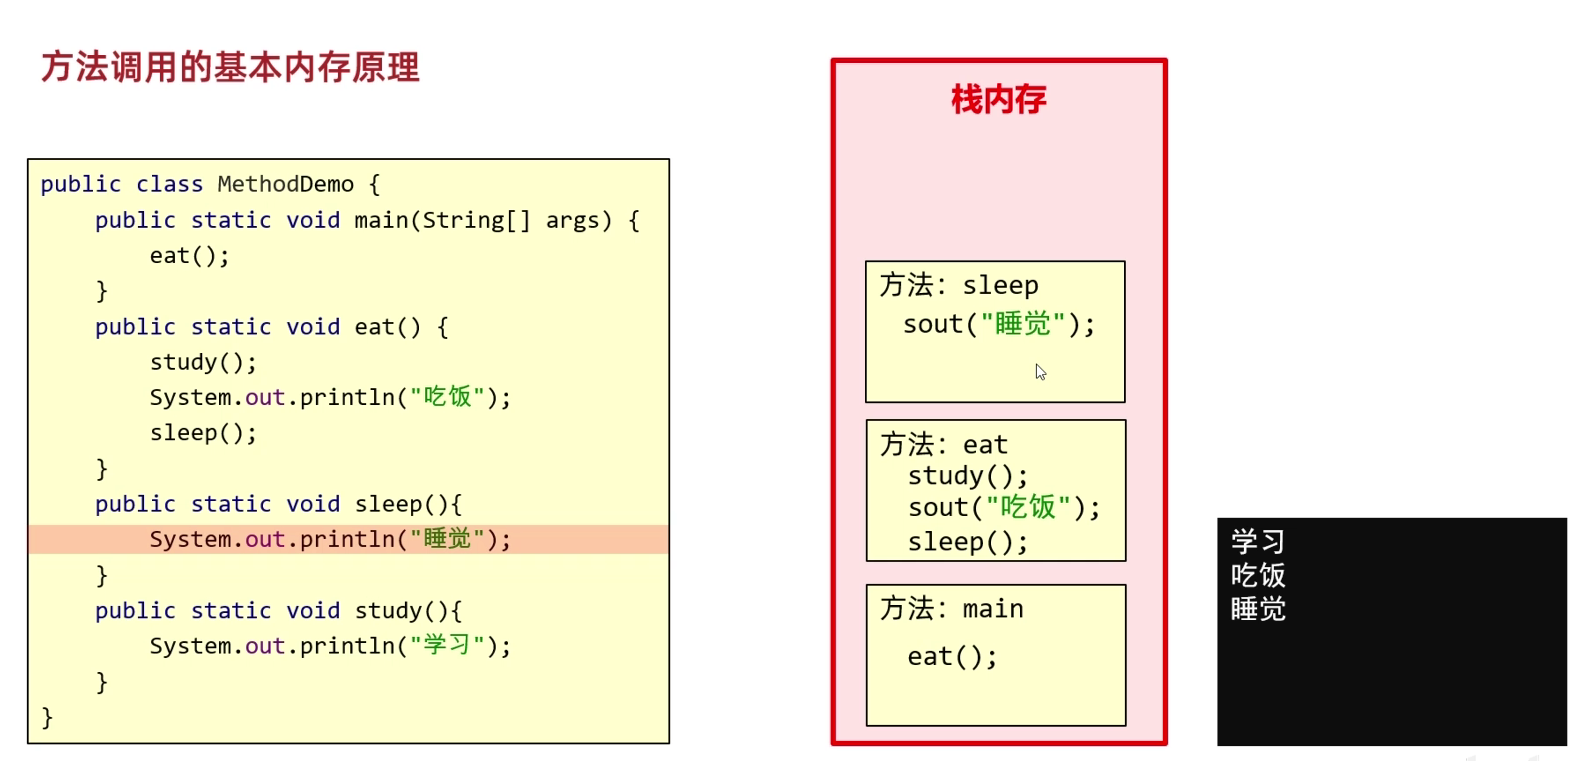 方法调用的基本内存原理
public class MethodDemo {
public static void main(String[] args) {
eat();
}
public static void eat() {
study();
System.out.println("吃饭");
sleep();
}
public static void sleep(){
System.out.println("睡觉");
}
public static void study(){
System.out.println("学习");
}
}
栈内存
方法：sleep
sout("睡觉");
方法：eat
study();
sout("吃饭");
sleep();
方法：main
eat();
学习
吃饭
睡觉